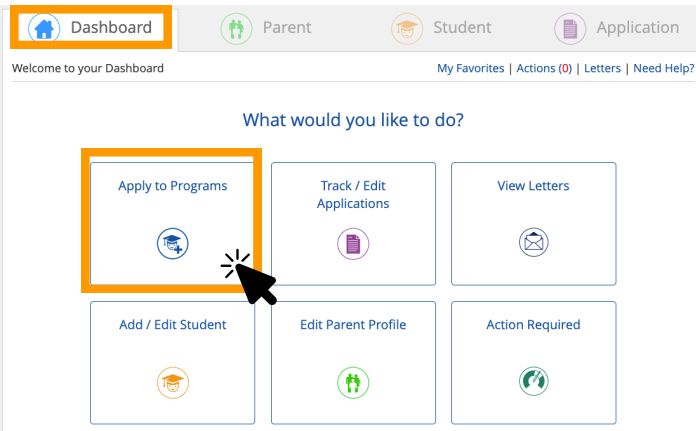 Dashboard Parent Student Application
Welcome to your Dashboard My Favorites | Actions (0) | Letters | Need Help?
What would you like to do?
Apply to Programs
Track / Edit
Applications
View Letters
Add / Edit Student
Edit Parent Profile
Action Required